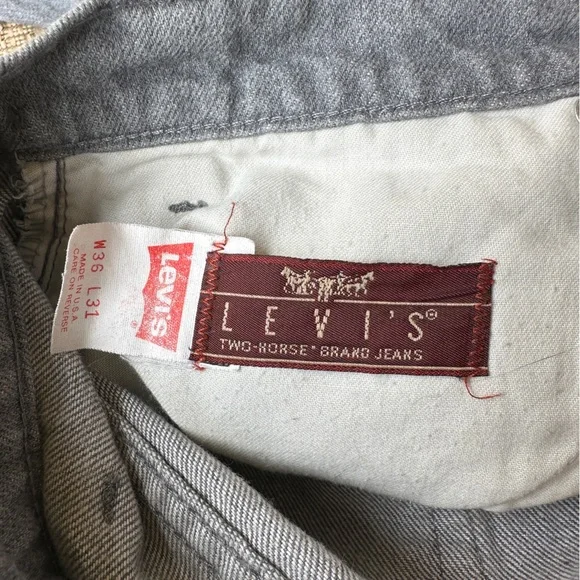 W36 L31
MADE IN U.S.A.
CARE ON REVERSE
LEVI'S
®
LEVI'S®
TWO-HORSE® BRAND JEANS